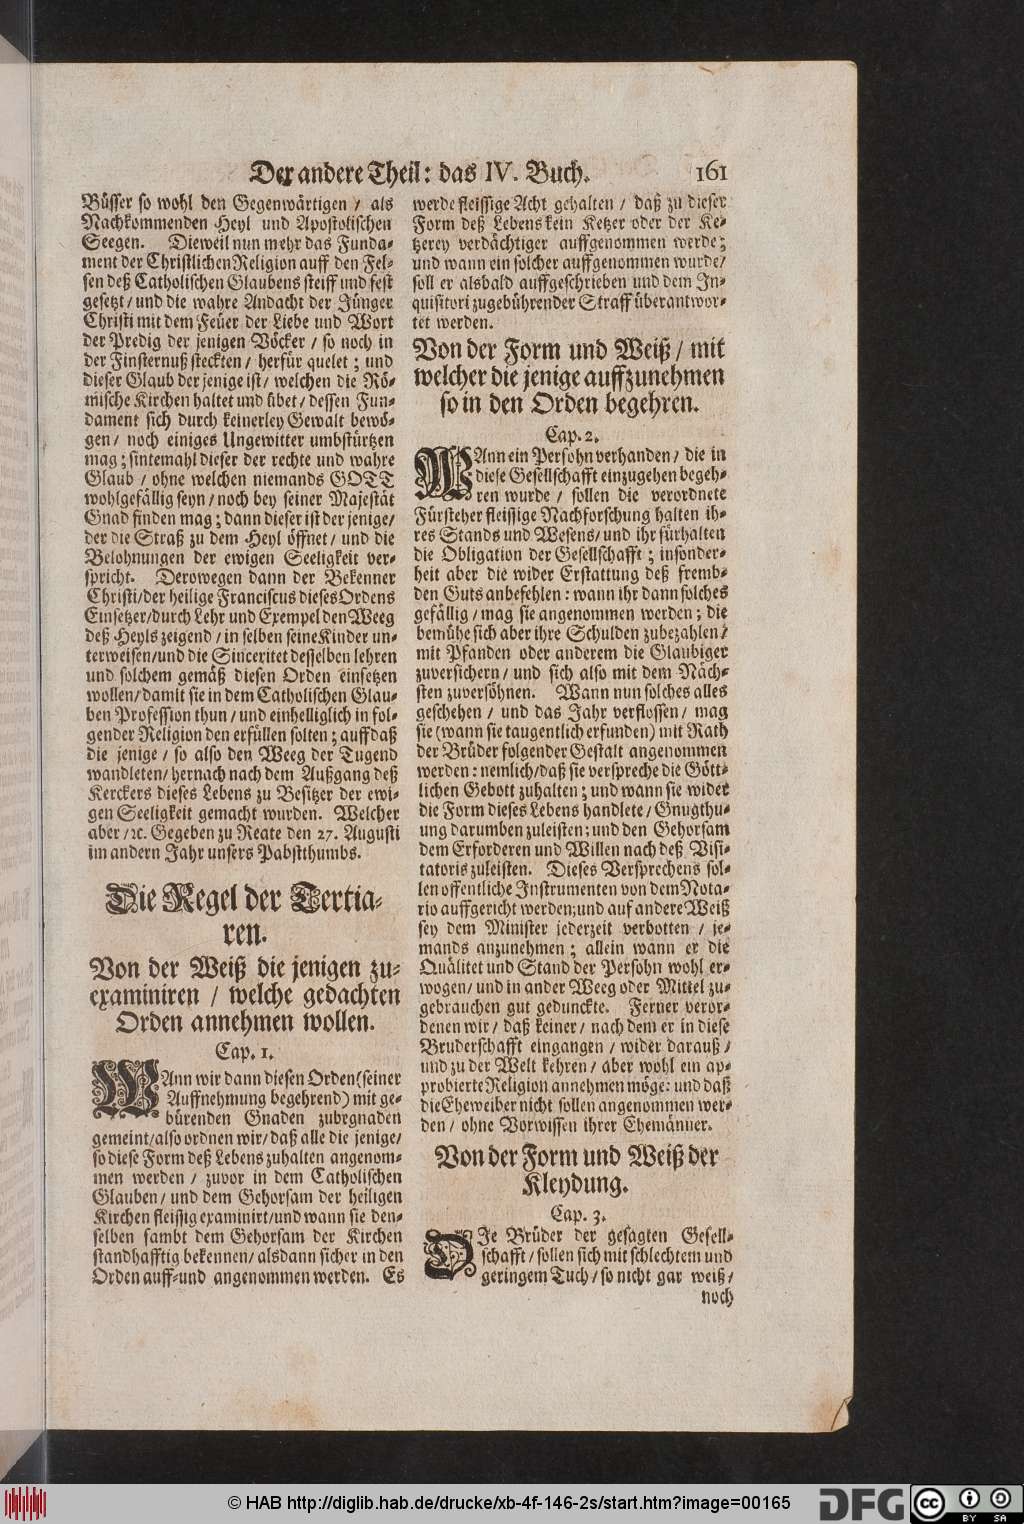 Der andere Theil: das IV. Buch. 161
Büsser so wohl den Gegenwärtigen / als
Nachkommenden Heyl und Apostolischen
Seegen. Dieweil nun mehr das Funda-
ment der Christlichen Religion auff den Fel-
sen deß Catholischen Glaubens steiff und fest
gesetzt / und die wahre Andacht der Jünger
Christi mit dem Feüer der Liebe und Wort
der Predig der jenigen Vöcker / so noch in
der Finsternuß steckten / herfür quelet ; und
dieser Glaub der jenige ist / welchen die Rö-
mische Kirchen haltet und übet / dessen Fun-
dament sich durch keinerley Gewalt bewö-
gen / noch einiges Ungewitter umbstürtzen
mag ; sintemahl dieser der rechte und wahre
Glaub / ohne welchen niemands GOTT
wohlgefällig seyn / noch bey seiner Majestät
Gnad finden mag ; dann dieser ist der jenige /
der die Straß zu dem Heyl öffnet / und die
Belohnungen der ewigen Seeligkeit ver-
spricht. Derowegen dann der Bekenner
Christi / der heilige Franciscus dieses Ordens
Einsetzer / durch Lehr und Exempel den Weeg
deß Heyls zeigend / in selben seine Kinder un-
terweisen / und die Sinceritet desselben lehren
und solchem gemäß diesen Orden einsetzen
wollen / damit sie in dem Catholischen Glau-
ben Profession thun / und einhelliglich in fol-
gender Religion den erfüllen solten ; auff daß
die jenige / so also den Weeg der Tugend
wandleten / hernach nach dem Außgang deß
Kerckers dieses Lebens zu Besitzer der ewi-
gen Seeligkeit gemacht wurden. Welcher
aber / ꝛc. Gegeben zu Reate den 27. Augusti
im andern Jahr unsers Pabstthumbs.
Die Regel der Tertia-
ren.
Von der Weiß die jenigen zu-
examiniren / welche gedachten
Orden annehmen wollen.
Cap. 1.
WAnn wir dann diesen Orden (seiner
Auffnehmung begehrend) mit ge-
bürenden Gnaden zubrgnaden
gemeint / also ordnen wir / daß alle die jenige /
so diese Form deß Lebens zuhalten angenom-
men werden / zuvor in dem Catholischen
Glauben / und dem Gehorsam der heiligen
Kirchen fleissig examinirt / und wann sie den-
selben sambt dem Gehorsam der Kirchen
standhafftig bekennen / alsdann sicher in den
Orden auff- und angenommen werden. Es
werde fleissige Acht gehalten / daß zu dieser
Form deß Lebens kein Ketzer oder der Ke-
tzerey verdächtiger auffgenommen werde ;
und wann ein solcher auffgenommen wurde /
soll er alsbald auffgeschrieben und dem In-
quisitori zugebührender Straff überantwor-
tet werden.
Von der Form und Weiß / mit
welcher die jenige auffzunehmen
so in den Orden begehren.
Cap. 2.
WAnn ein Persohn verhanden / die in
diese Gesellschafft einzugehen begeh-
ren wurde / sollen die verordnete
Fürsteher fleissige Nachforschung halten ih-
res Stands und Wesens / und ihr fürhalten
die Obligation der Gesellschafft ; insonder-
heit aber die wider Erstattung deß fremb-
den Guts anbefehlen : wann ihr dann solches
gefällig / mag sie angenommen werden ; die
bemühe sich aber ihre Schulden zubezahlen /
mit Pfanden oder anderem die Glaubiger
zuversichern / und sich also mit dem Näch-
sten zuversöhnen. Wann nun solches alles
geschehen / und das Jahr verflossen / mag
sie (wann sie taugentlich erfunden) mit Rath
der Brüder folgender Gestalt angenommen
werden : nemlich / daß sie verspreche die Gött-
lichen Gebott zuhalten ; und wann sie wider
die Form dieses Lebens handlete / Gnugthu-
ung darumben zuleisten ; und den Gehorsam
dem Erforderen und Willen nach deß Visi-
tatoris zuleisten. Dieses Versprechens sol-
len offentliche Instrumenten von dem Nota-
rio auffgericht werden ; und auf andere Weiß
sey dem Minister jederzeit verbotten / je-
mands anzunehmen ; allein wann er die
Quälitet und Stand der Persohn wohl er-
wogen / und in ander Weeg oder Mittel zu-
gebrauchen gut gedunckte. Ferner veror-
denen wir / daß keiner / nach dem er in diese
Bruderschafft eingangen / wider darauß /
und zu der Welt kehren / aber wohl ein ap-
probierte Religion annehmen möge : und daß
die Eheweiber nicht sollen angenommen wer-
den / ohne Vorwissen ihrer Ehemänner.
Von der Form und Weiß der
Kleydung.
Cap. 3.
DIe Brüder der gesagten Gesell-
schafft / sollen sich mit schlechtem und
geringem Tuch / so nicht gar weiß /
noch
© HAB http://diglib.hab.de/drucke/xb-4f-146-2s/start.htm?image=00165
DFG
cc BY SA